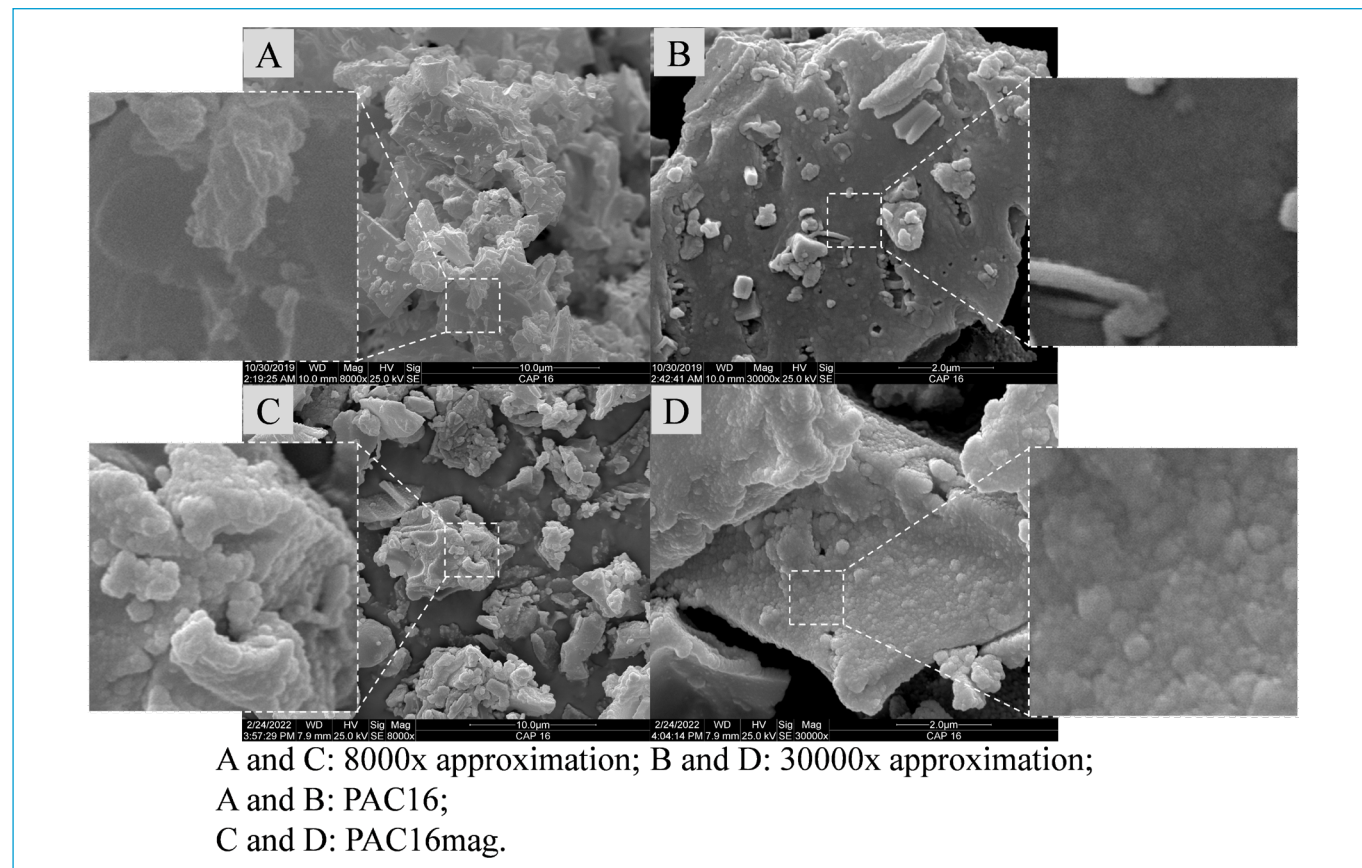 A
B
10/30/2019 WD Mag HV Sig 10.0µm
2:19:25 AM 10.0 mm 8000x 25.0 kV SE CAP 16
10/30/2019 WD Mag HV Sig 2.0µm
2:42:41 AM 10.0 mm 30000x 25.0 kV SE CAP 16
C
D
2/24/2022 WD HV Sig Mag 10.0µm
3:57:29 PM 7.9 mm 25.0 kV SE 8000x CAP 16
2/24/2022 WD HV Sig Mag 2.0µm
4:04:14 PM 7.9 mm 25.0 kV SE 30000x CAP 16
A and C: 8000x approximation; B and D: 30000x approximation;
A and B: PAC16;
C and D: PAC16mag.